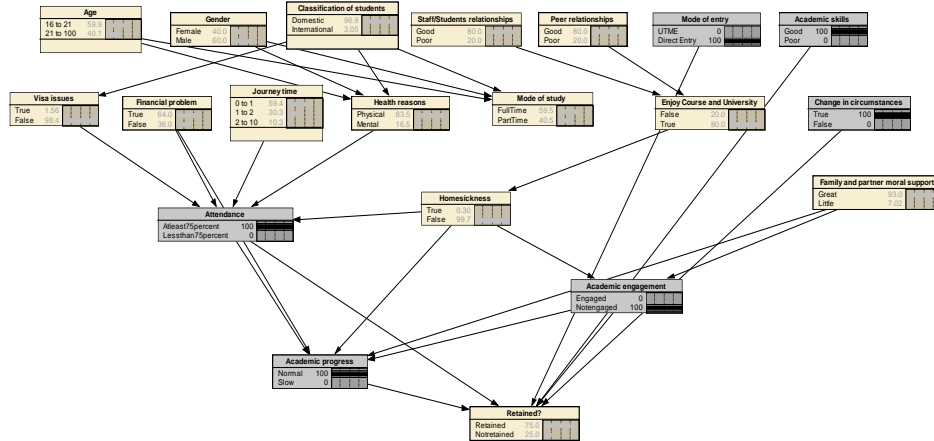 Age
16 to 21 59.9
21 to 100 40.1
Gender
Female 40.0
Male 60.0
Classification of students
Domestic 96.9
International 3.05
Staff/Students relationships
Good 80.0
Poor 20.0
Peer relationships
Good 80.0
Poor 20.0
Mode of entry
UTME 0
Direct Entry 100
Academic skills
Good 100
Poor 0
Visa issues
True 1.56
False 98.4
Financial problem
True 64.0
False 36.0
Journey time
0 to 1 59.4
1 to 2 30.3
2 to 10 10.3
Health reasons
Physical 83.5
Mental 16.5
Mode of study
FullTime 59.5
PartTime 40.5
Enjoy Course and University
False 20.0
True 80.0
Change in circumstances
True 100
False 0
Family and partner moral support
Great 93.0
Little 7.02
Attendance
Atleast75percent 100
Lessthan75percent 0
Homesickness
True 0.30
False 99.7
Academic engagement
Engaged 0
Notengaged 100
Academic progress
Normal 100
Slow 0
Retained?
Retained 75.0
Notretained 25.0